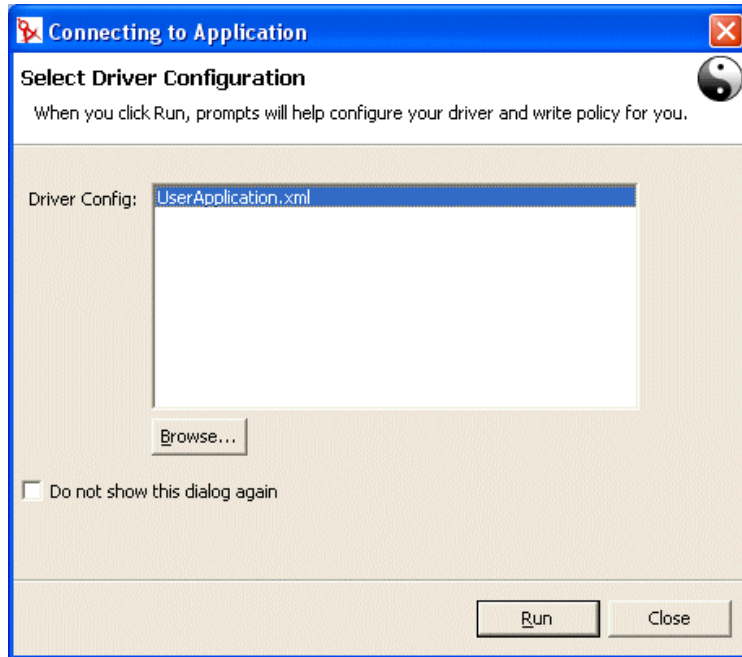 Connecting to Application
Select Driver Configuration
When you click Run, prompts will help configure your driver and write policy for you.
Driver Config:
UserApplication.xml
Browse...
Do not show this dialog again
Run
Close